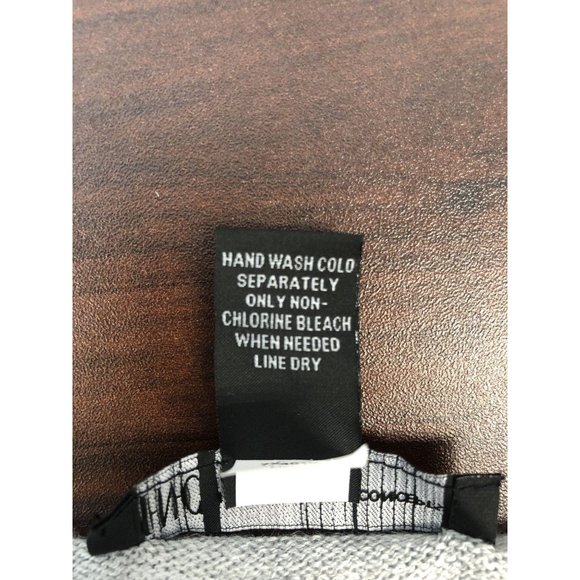 HAND WASH COLD
SEPARATELY
ONLY NON-
CHLORINE BLEACH
WHEN NEEDED
LINE DRY